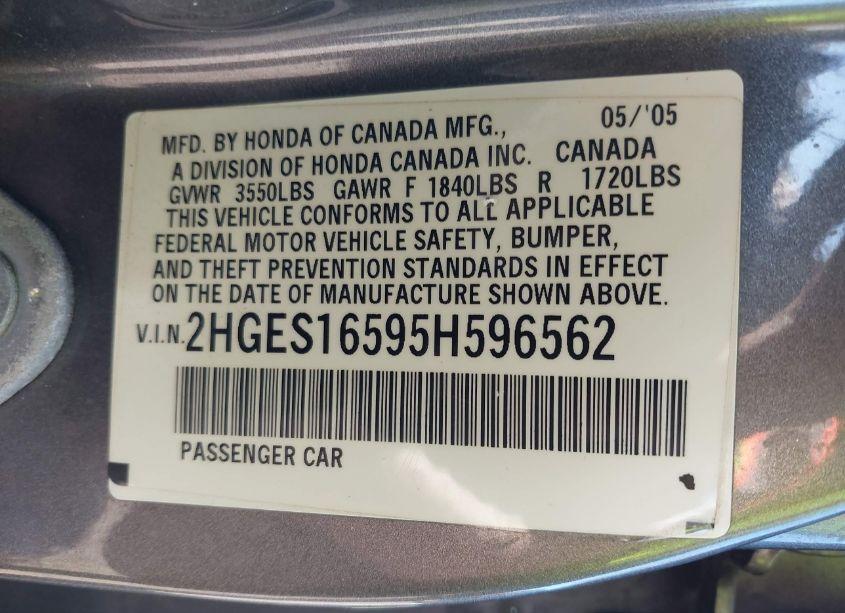 05/'05
MFD. BY HONDA OF CANADA MFG.,
A DIVISION OF HONDA CANADA INC. CANADA
GVWR 3550LBS GAWR F 1840LBS R 1720LBS
THIS VEHICLE CONFORMS TO ALL APPLICABLE
FEDERAL MOTOR VEHICLE SAFETY, BUMPER,
AND THEFT PREVENTION STANDARDS IN EFFECT
ON THE DATE OF MANUFACTURE SHOWN ABOVE.
V.I.N. 2HGES16595H596562
PASSENGER CAR